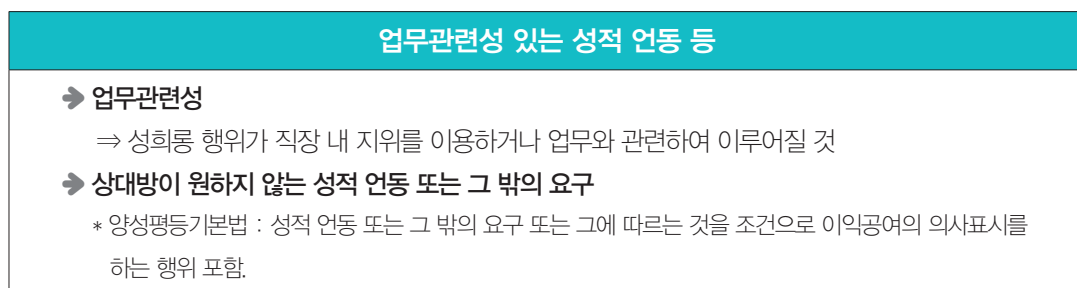 업무관련성 있는 성적 언동 등
➔ 업무관련성
⇒ 성희롱 행위가 직장 내 지위를 이용하거나 업무와 관련하여 이루어질 것
➔ 상대방이 원하지 않는 성적 언동 또는 그 밖의 요구
* 양성평등기본법 : 성적 언동 또는 그 밖의 요구 또는 그에 따르는 것을 조건으로 이익공여의 의사표시를
하는 행위 포함.